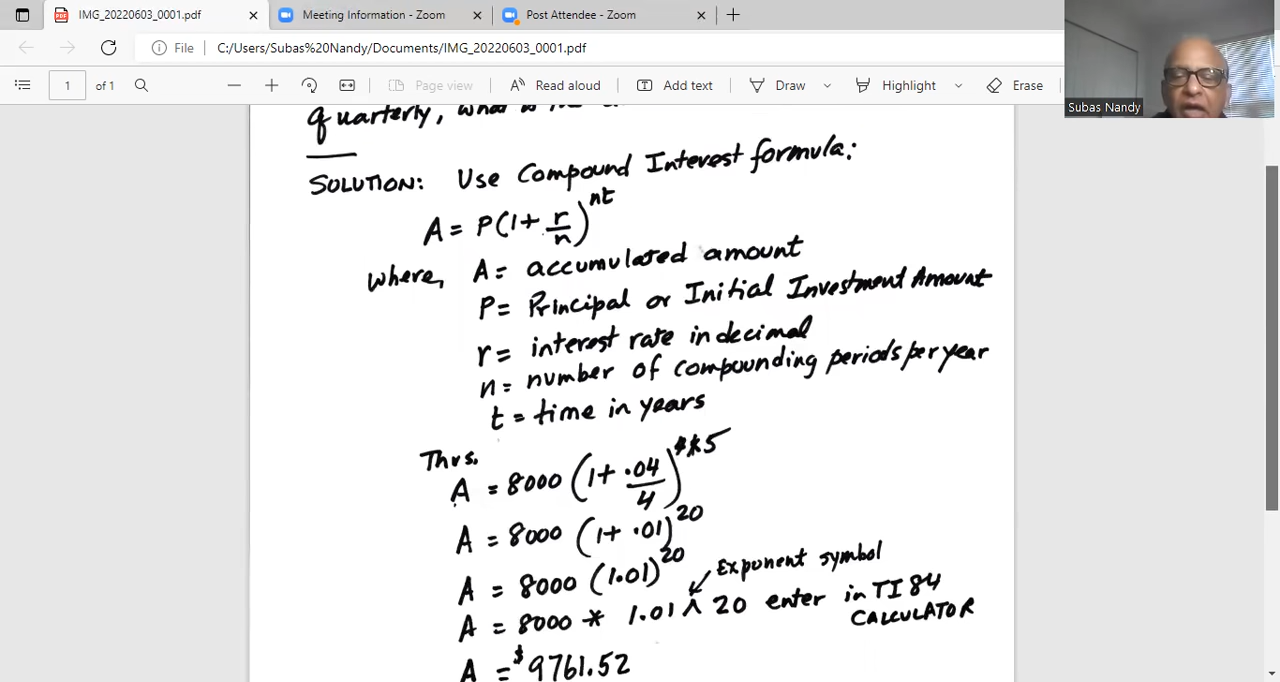 IMG_20220603_0001.pdf
Meeting Information - Zoom
Post Attendee - Zoom
File
C:/Users/Subas%20Nandy/Documents/IMG_20220603_0001.pdf
1 of 1
Page view
Read aloud
Add text
Draw
Highlight
Erase
Subas Nandy
Quarterly, what is the
SOLUTION: Use Compound Interest formula:
A = P(1+ r/n)^nt
where, A= accumulated amount
P= Principal or Initial Investment Amount
r= interest rate in decimal
n= number of compounding periods per year
t = time in years
Thus.
A = 8000 (1+ .04/4)^4*5
A = 8000 (1+ .01)^20
A = 8000 (1.01)^20
Exponent symbol
A = 8000 * 1.01 ^ 20 enter in TI 84
CALCULATOR
A = $9761.52